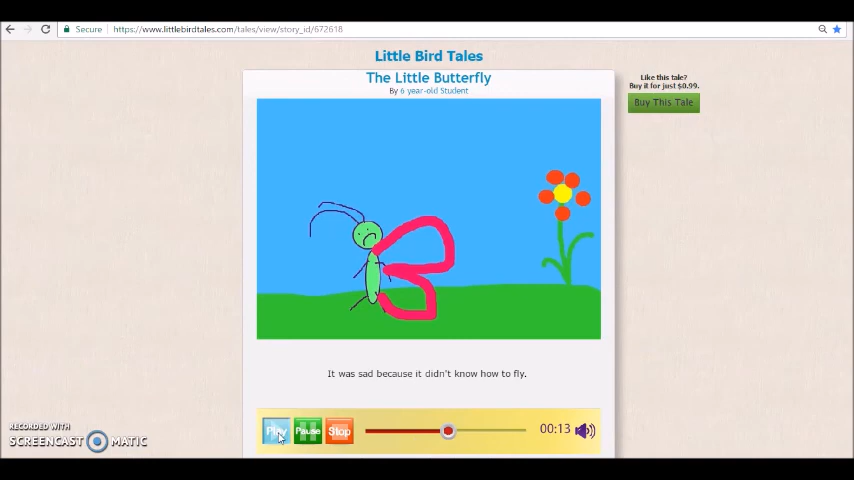 Secure
https://www.littlebirdtales.com/tales/view/story_id/672618
Little Bird Tales
The Little Butterfly
By 6 year-old Student
Like this tale?
Buy it for just $0.99.
Buy This Tale
It was sad because it didn't know how to fly.
Play
Pause
Stop
00:13
RECORDED WITH
SCREENCAST MATIC